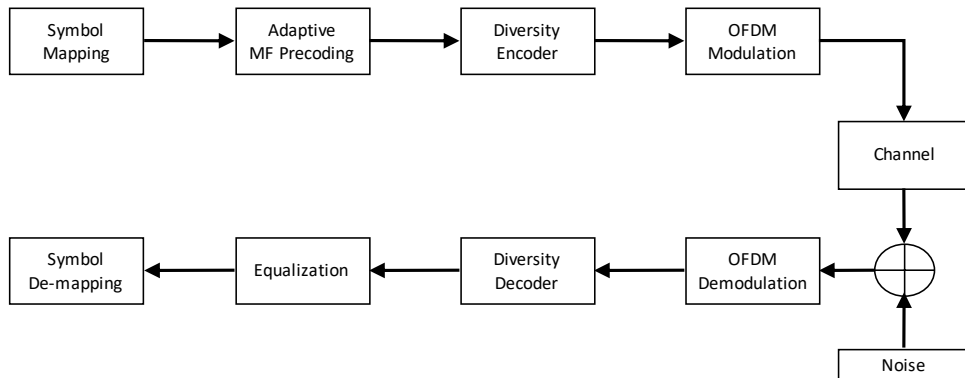 Symbol
Mapping
Adaptive
MF Precoding
Diversity
Encoder
OFDM
Modulation
Channel
Symbol
De-mapping
Equalization
Diversity
Decoder
OFDM
Demodulation
Noise